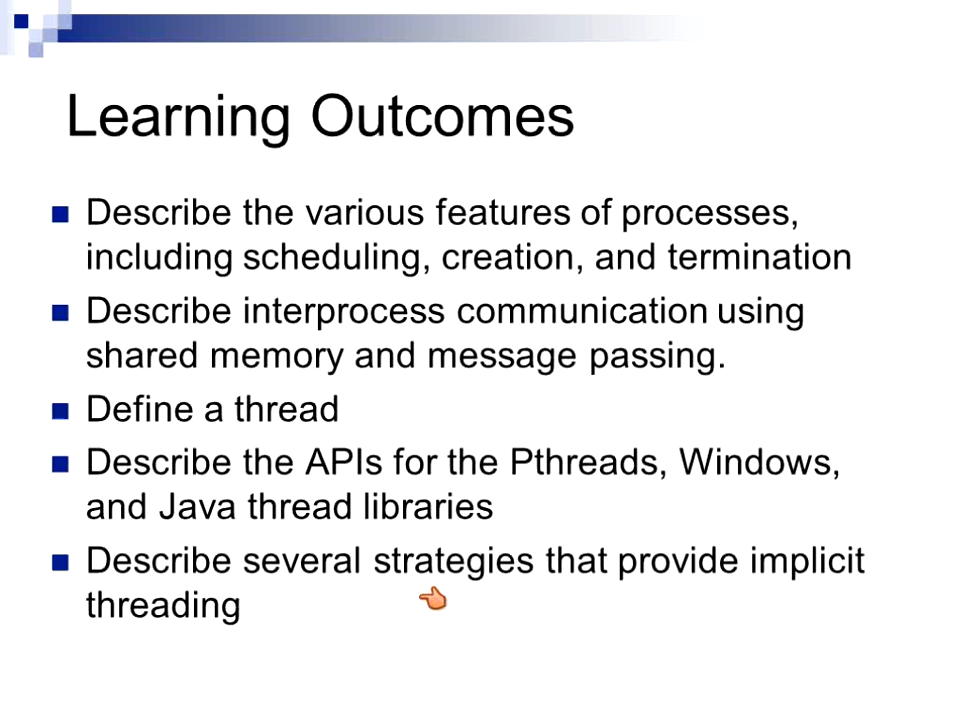 Learning Outcomes
Describe the various features of processes,
including scheduling, creation, and termination
Describe interprocess communication using
shared memory and message passing.
Define a thread
Describe the APIs for the Pthreads, Windows,
and Java thread libraries
Describe several strategies that provide implicit
threading